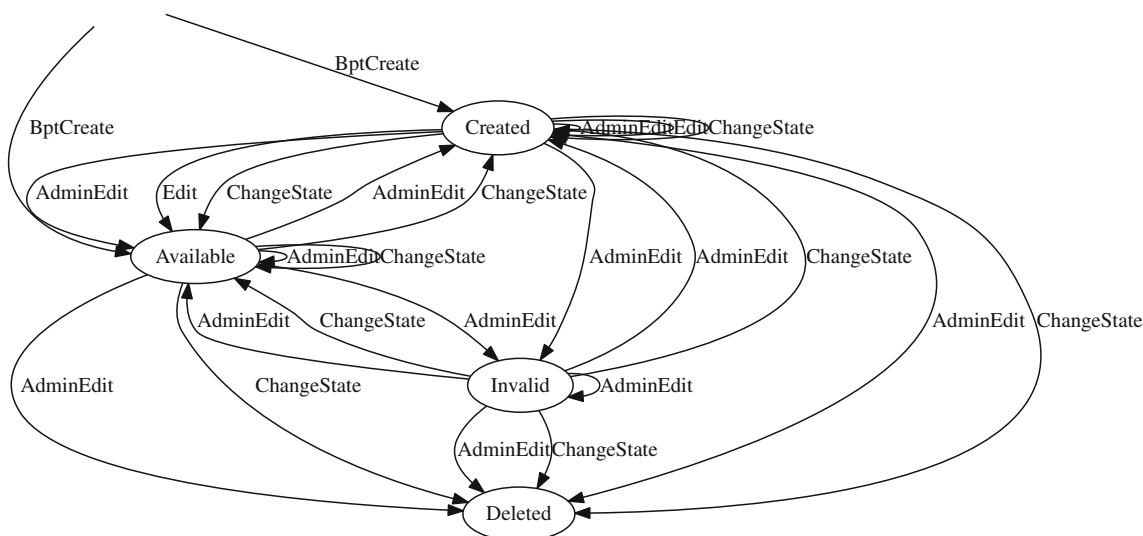 BptCreate
Created
AdminEditEditChangeState
BptCreate
AdminEdit
Edit
ChangeState
AdminEdit
ChangeState
Available
AdminEditChangeState
AdminEdit
AdminEdit
ChangeState
AdminEdit
ChangeState
AdminEdit
AdminEdit
ChangeState
AdminEdit
ChangeState
Invalid
AdminEdit
AdminEdit
ChangeState
AdminEditChangeState
Deleted